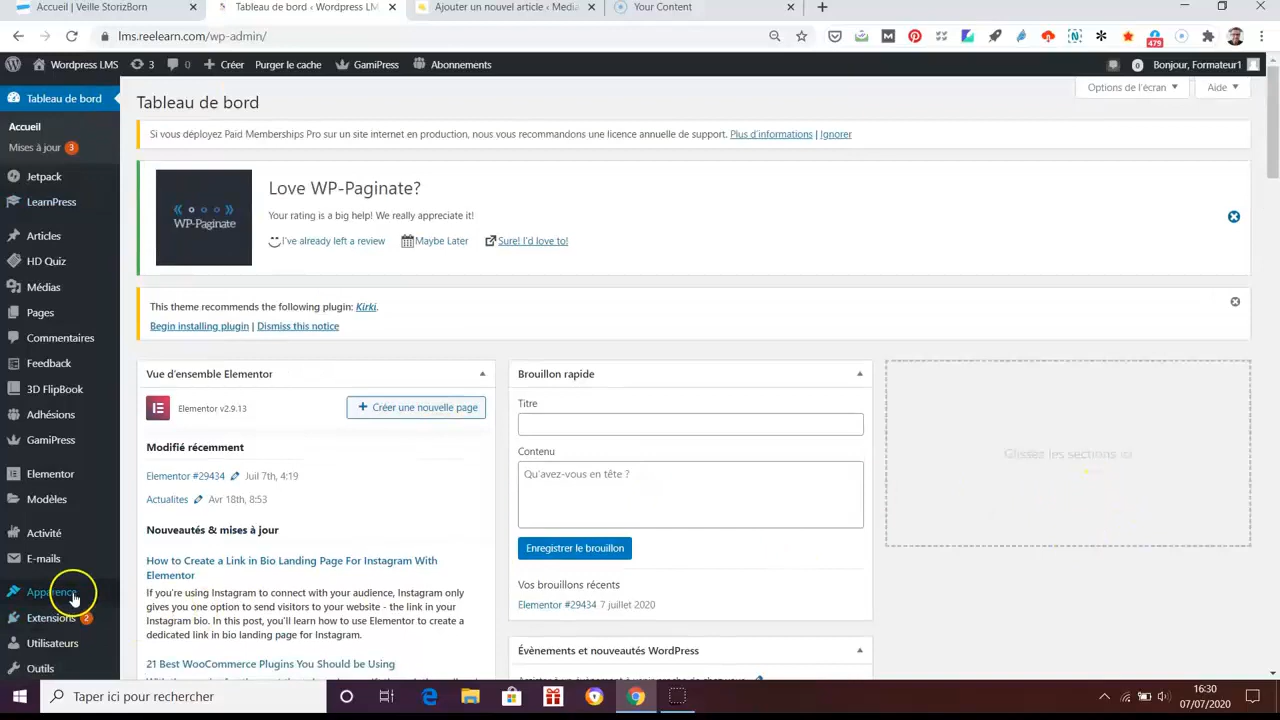 Accueil | Veille StorizBorn
Tableau de bord ‹ Wordpress LM
Ajouter un nouvel article ‹ Media
Your Content
lms.reelearn.com/wp-admin/
479
Wordpress LMS
3
0
Créer
Purger le cache
GamiPress
Abonnements
0
Bonjour, Formateur1
Tableau de bord
Accueil
Mises à jour 3
Jetpack
LearnPress
Articles
HD Quiz
Médias
Pages
Commentaires
Feedback
3D FlipBook
Adhésions
GamiPress
Elementor
Modèles
Activité
E-mails
Apparence
Extensions 2
Utilisateurs
Outils
Tableau de bord
Options de l'écran
Aide
Si vous déployez Paid Memberships Pro sur un site internet en production, nous vous recommandons une licence annuelle de support. Plus d'informations | Ignorer
WP-Paginate
Love WP-Paginate?
Your rating is a big help! We really appreciate it!
I've already left a review
Maybe Later
Sure! I'd love to!
This theme recommends the following plugin: Kirki.
Begin installing plugin | Dismiss this notice
Vue d'ensemble Elementor
Elementor v2.9.13
+ Créer une nouvelle page
Modifié récemment
Elementor #29434 Juil 7th, 4:19
Actualites Avr 18th, 8:53
Nouveautés & mises à jour
How to Create a Link in Bio Landing Page For Instagram With
Elementor
If you're using Instagram to connect with your audience, Instagram only
gives you one option to send visitors to your website - the link in your
Instagram bio. In this post, you'll learn how to use Elementor to create a
dedicated link in bio landing page for Instagram.
21 Best WooCommerce Plugins You Should be Using
Brouillon rapide
Titre
Contenu
Qu'avez-vous en tête ?
Enregistrer le brouillon
Vos brouillons récents
Elementor #29434 7 juillet 2020
Évènements et nouveautés WordPress
Glissez les sections ici
Taper ici pour rechercher
16:30
07/07/2020